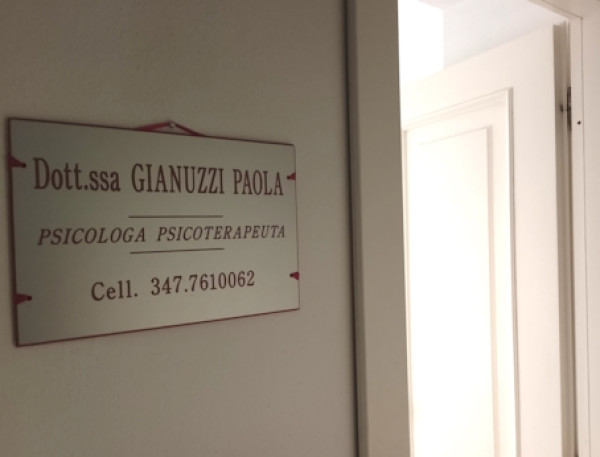 Dott.ssa GIANUZZI PAOLA
PSICOLOGA PSICOTERAPEUTA
Cell. 347.7610062